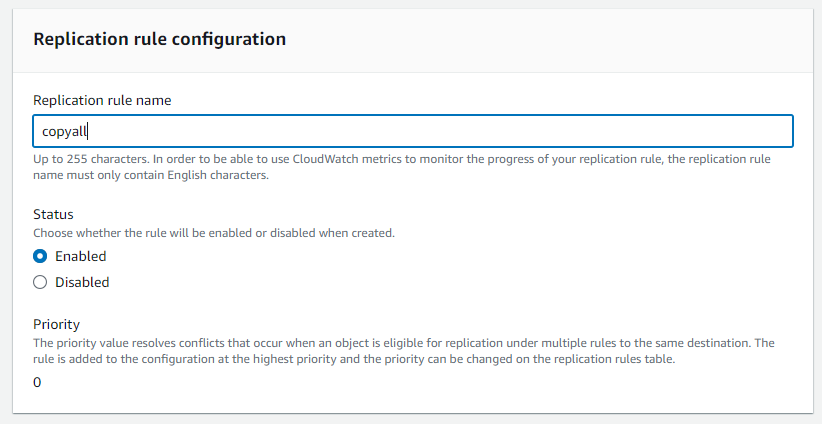 Replication rule configuration
Replication rule name
copyall
Up to 255 characters. In order to be able to use CloudWatch metrics to monitor the progress of your replication rule, the replication rule
name must only contain English characters.
Status
Choose whether the rule will be enabled or disabled when created.
Enabled
Disabled
Priority
The priority value resolves conflicts that occur when an object is eligible for replication under multiple rules to the same destination. The
rule is added to the configuration at the highest priority and the priority can be changed on the replication rules table.
0